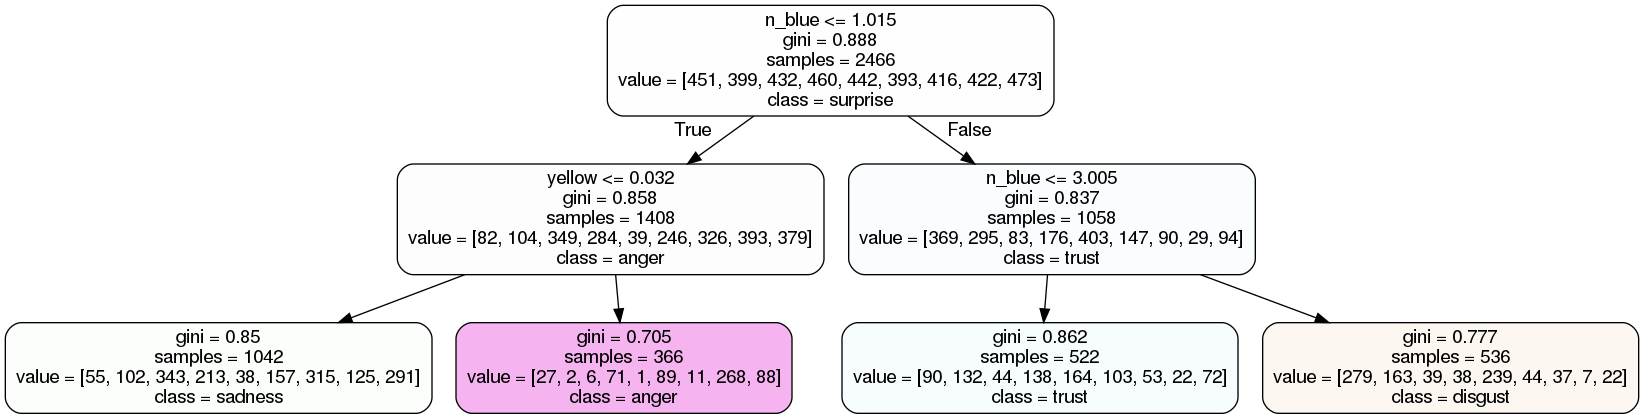 n_blue <= 1.015
gini = 0.888
samples = 2466
value = [451, 399, 432, 460, 442, 393, 416, 422, 473]
class = surprise
True
False
yellow <= 0.032
gini = 0.858
samples = 1408
value = [82, 104, 349, 284, 39, 246, 326, 393, 379]
class = anger
n_blue <= 3.005
gini = 0.837
samples = 1058
value = [369, 295, 83, 176, 403, 147, 90, 29, 94]
class = trust
gini = 0.85
samples = 1042
value = [55, 102, 343, 213, 38, 157, 315, 125, 291]
class = sadness
gini = 0.705
samples = 366
value = [27, 2, 6, 71, 1, 89, 11, 268, 88]
class = anger
gini = 0.862
samples = 522
value = [90, 132, 44, 138, 164, 103, 53, 22, 72]
class = trust
gini = 0.777
samples = 536
value = [279, 163, 39, 38, 239, 44, 37, 7, 22]
class = disgust